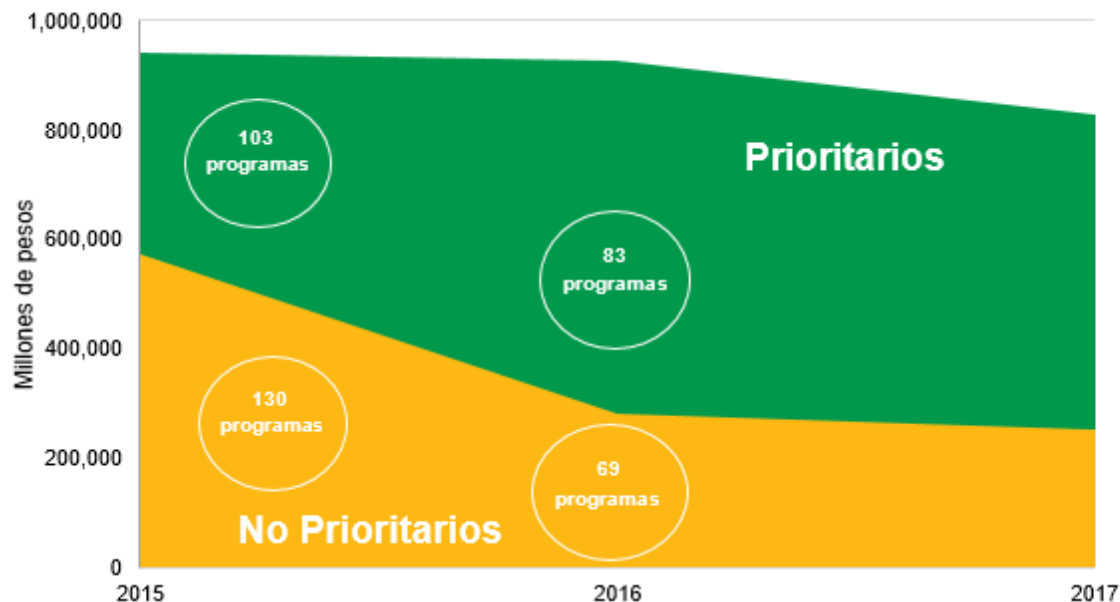 1,000,000
800,000
600,000
400,000
200,000
0
Millones de pesos
103
programas
Prioritarios
83
programas
130
programas
69
programas
No Prioritarios
2015
2016
2017